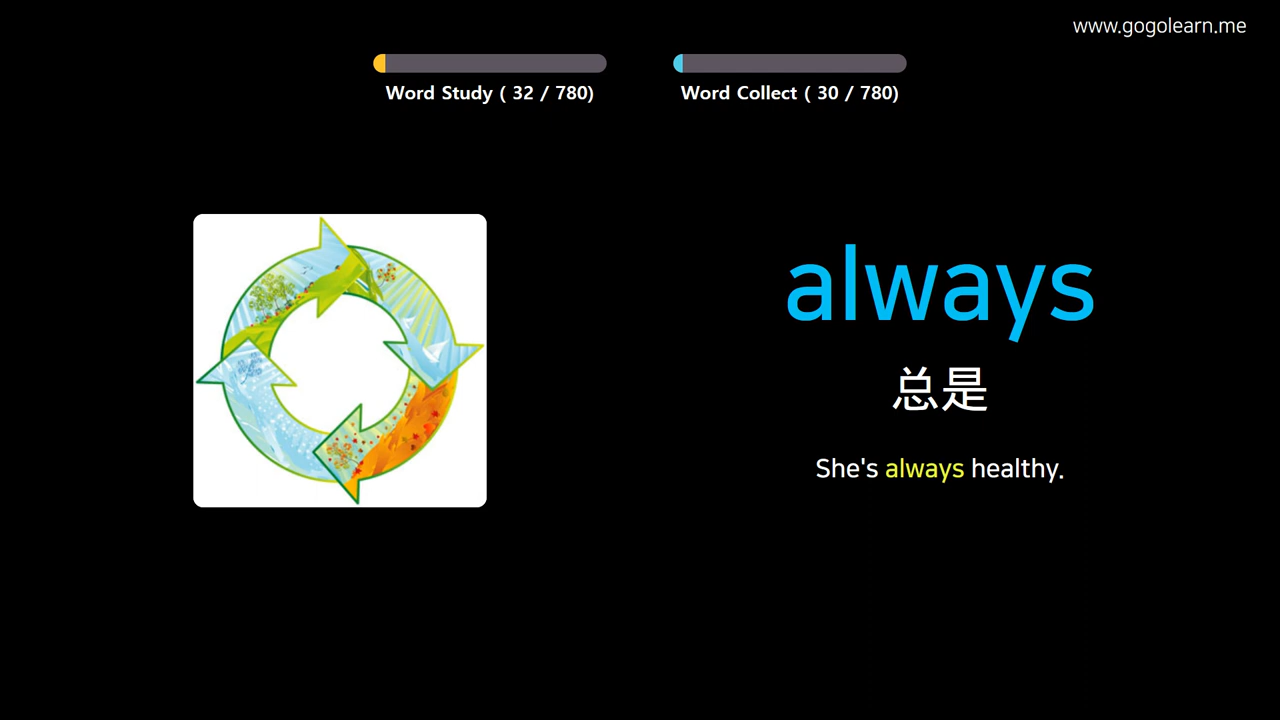 www.gogolearn.me
Word Study ( 32 / 780)
Word Collect ( 30 / 780)
always
总是
She's always healthy.